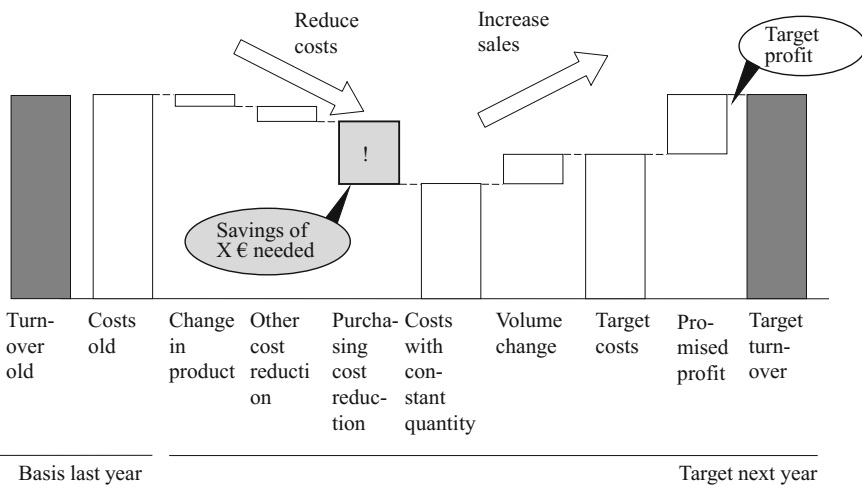 Reduce
costs
Increase
sales
Target
profit
!
Savings of
X € needed
Turn-
over
old
Costs
old
Change
in
product
Other
cost
reducti
on
Purcha-
sing
cost
reduc-
tion
Costs
with
con-
stant
quantity
Volume
change
Target
costs
Pro-
mised
profit
Target
turn-
over
Basis last year
Target next year